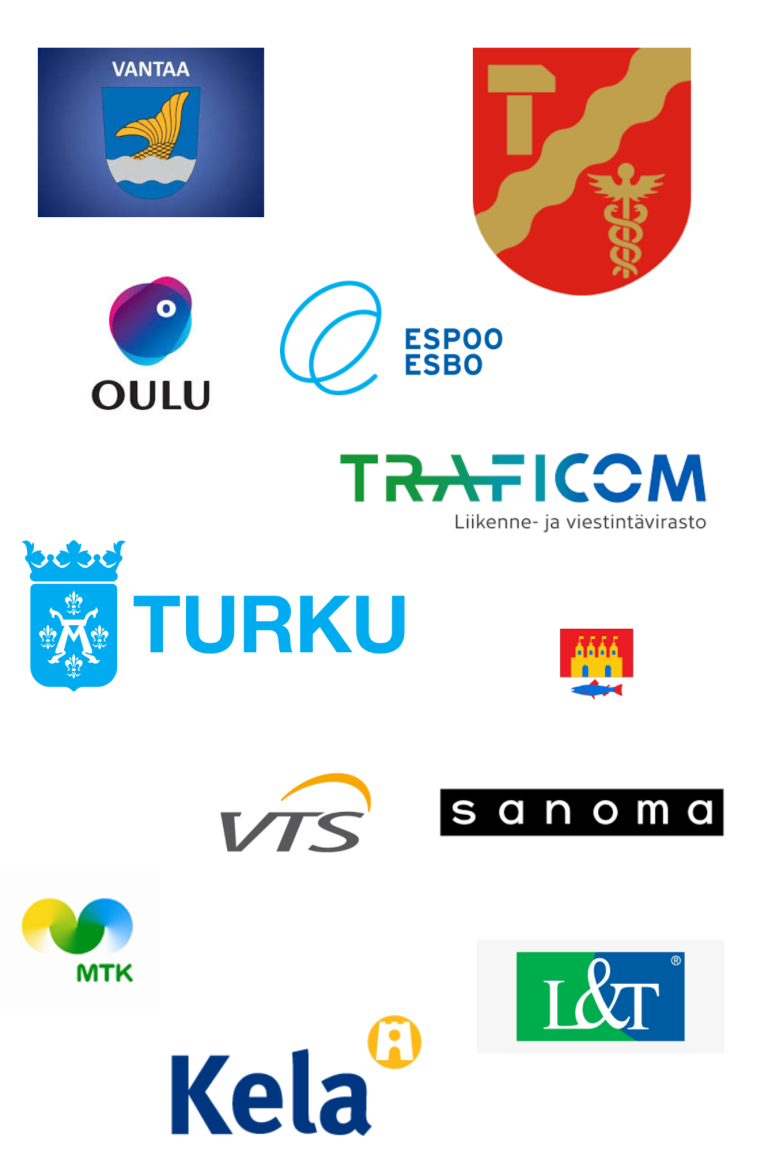 VANTAA
OULU
ESPOO
ESBO
TRAFICOM
Liikenne- ja viestintävirasto
TURKU
VTS
sanoma
MTK
L&T®
Kela